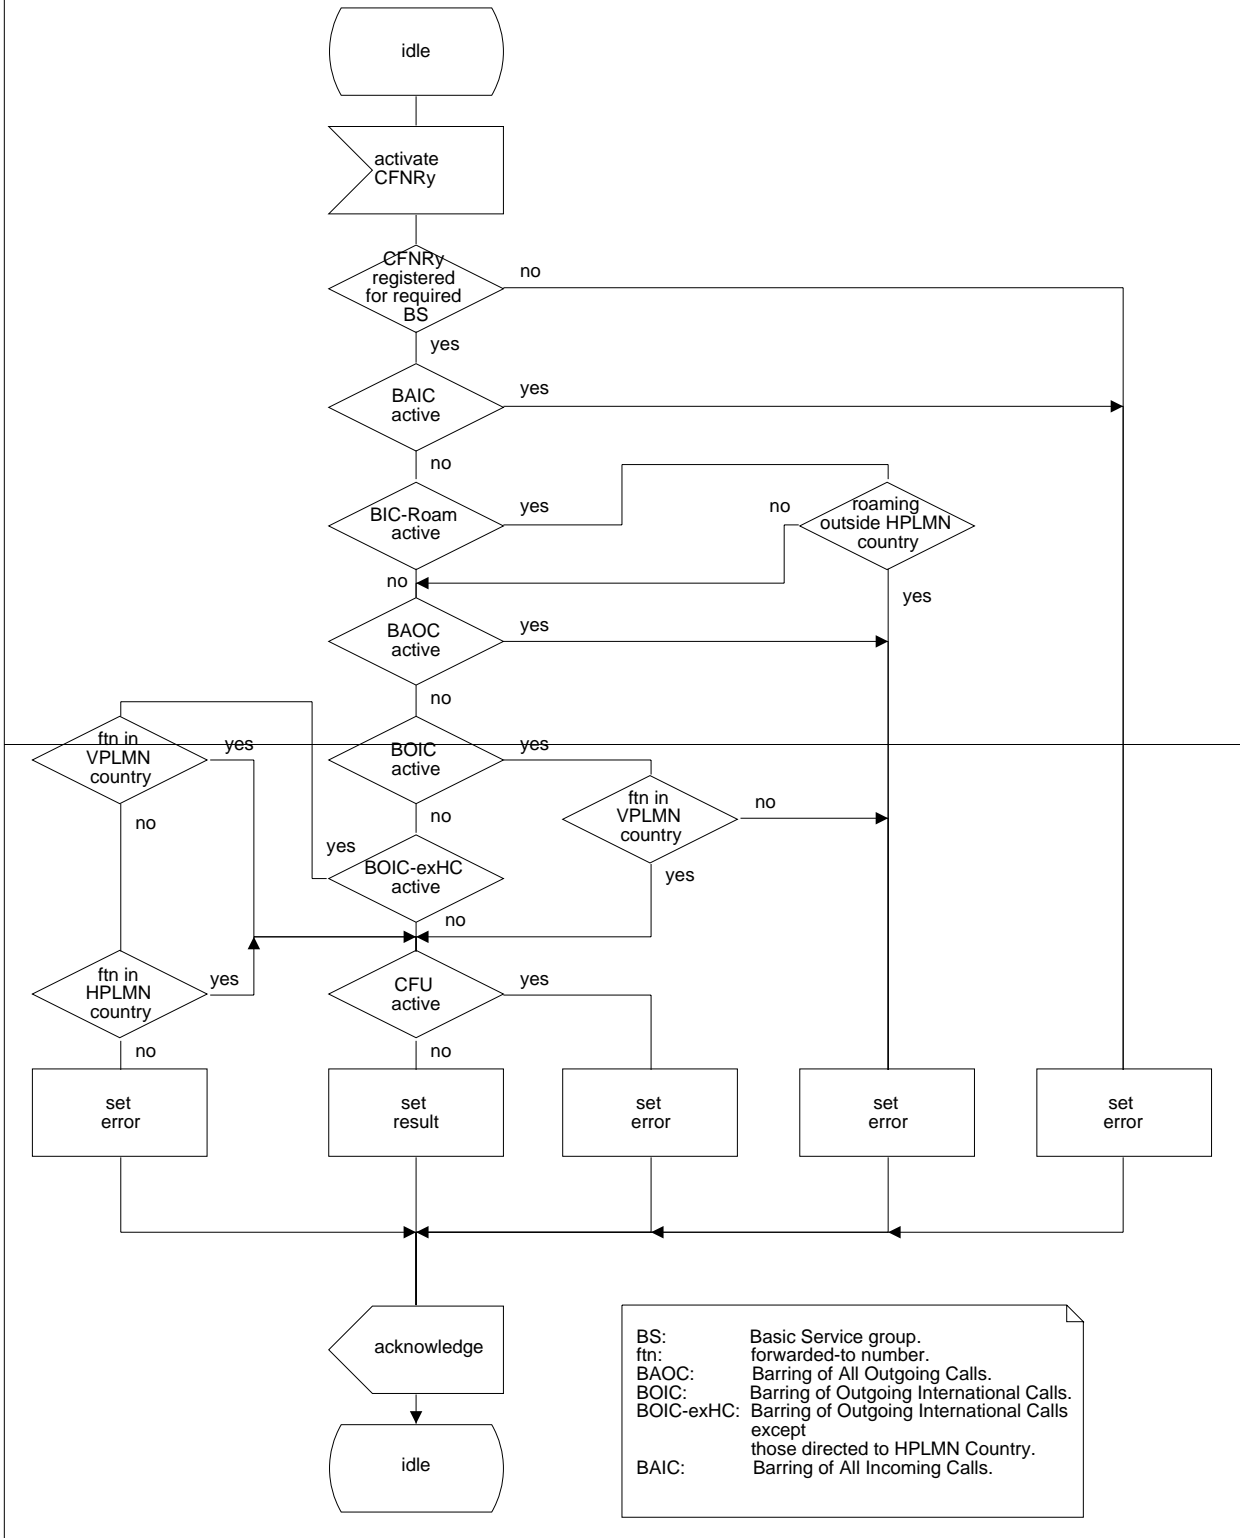 idle
activate
CFNRy
CFNRy
registered
for required
BS
no
yes
BAIC
active
yes
no
BIC-Roam
active
yes
no
roaming
outside HPLMN
country
no
yes
BAOC
active
yes
no
ftn in
VPLMN
country
yes
no
BOIC
active
yes
no
ftn in
VPLMN
country
no
yes
yes
BOIC-exHC
active
no
ftn in
HPLMN
country
yes
no
CFU
active
yes
no
set
error
set
result
set
error
set
error
set
error
acknowledge
idle
BS: Basic Service group.
ftn: forwarded-to number.
BAOC: Barring of All Outgoing Calls.
BOIC: Barring of Outgoing International Calls.
BOIC-exHC: Barring of Outgoing International Calls
except
those directed to HPLMN Country.
BAIC: Barring of All Incoming Calls.